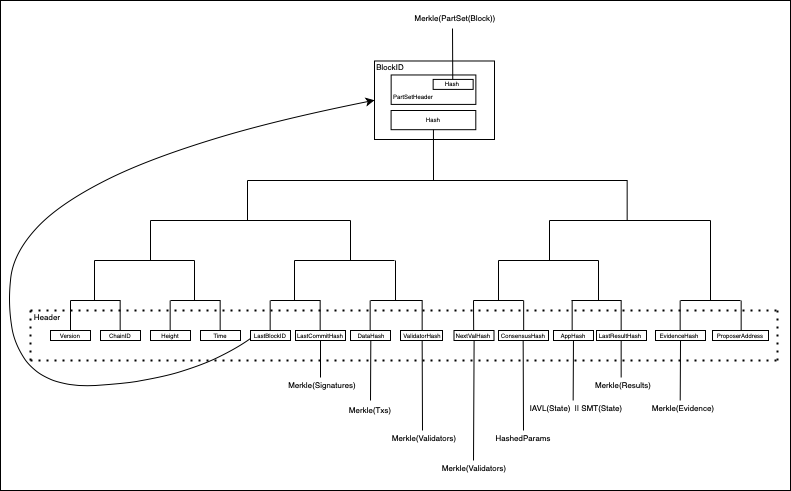 Merkle(PartSet(Block))
BlockID
Hash
PartSetHeader
Hash
Header
Version
ChainID
Height
Time
LastBlockID
LastCommitHash
DataHash
ValidatorHash
NextValHash
ConsensusHash
AppHash
LastResultHash
EvidenceHash
ProposerAddress
Merkle(Signatures)
Merkle(Results)
Merkle(Txs)
IAVL(State) || SMT(State)
Merkle(Evidence)
Merkle(Validators)
HashedParams
Merkle(Validators)